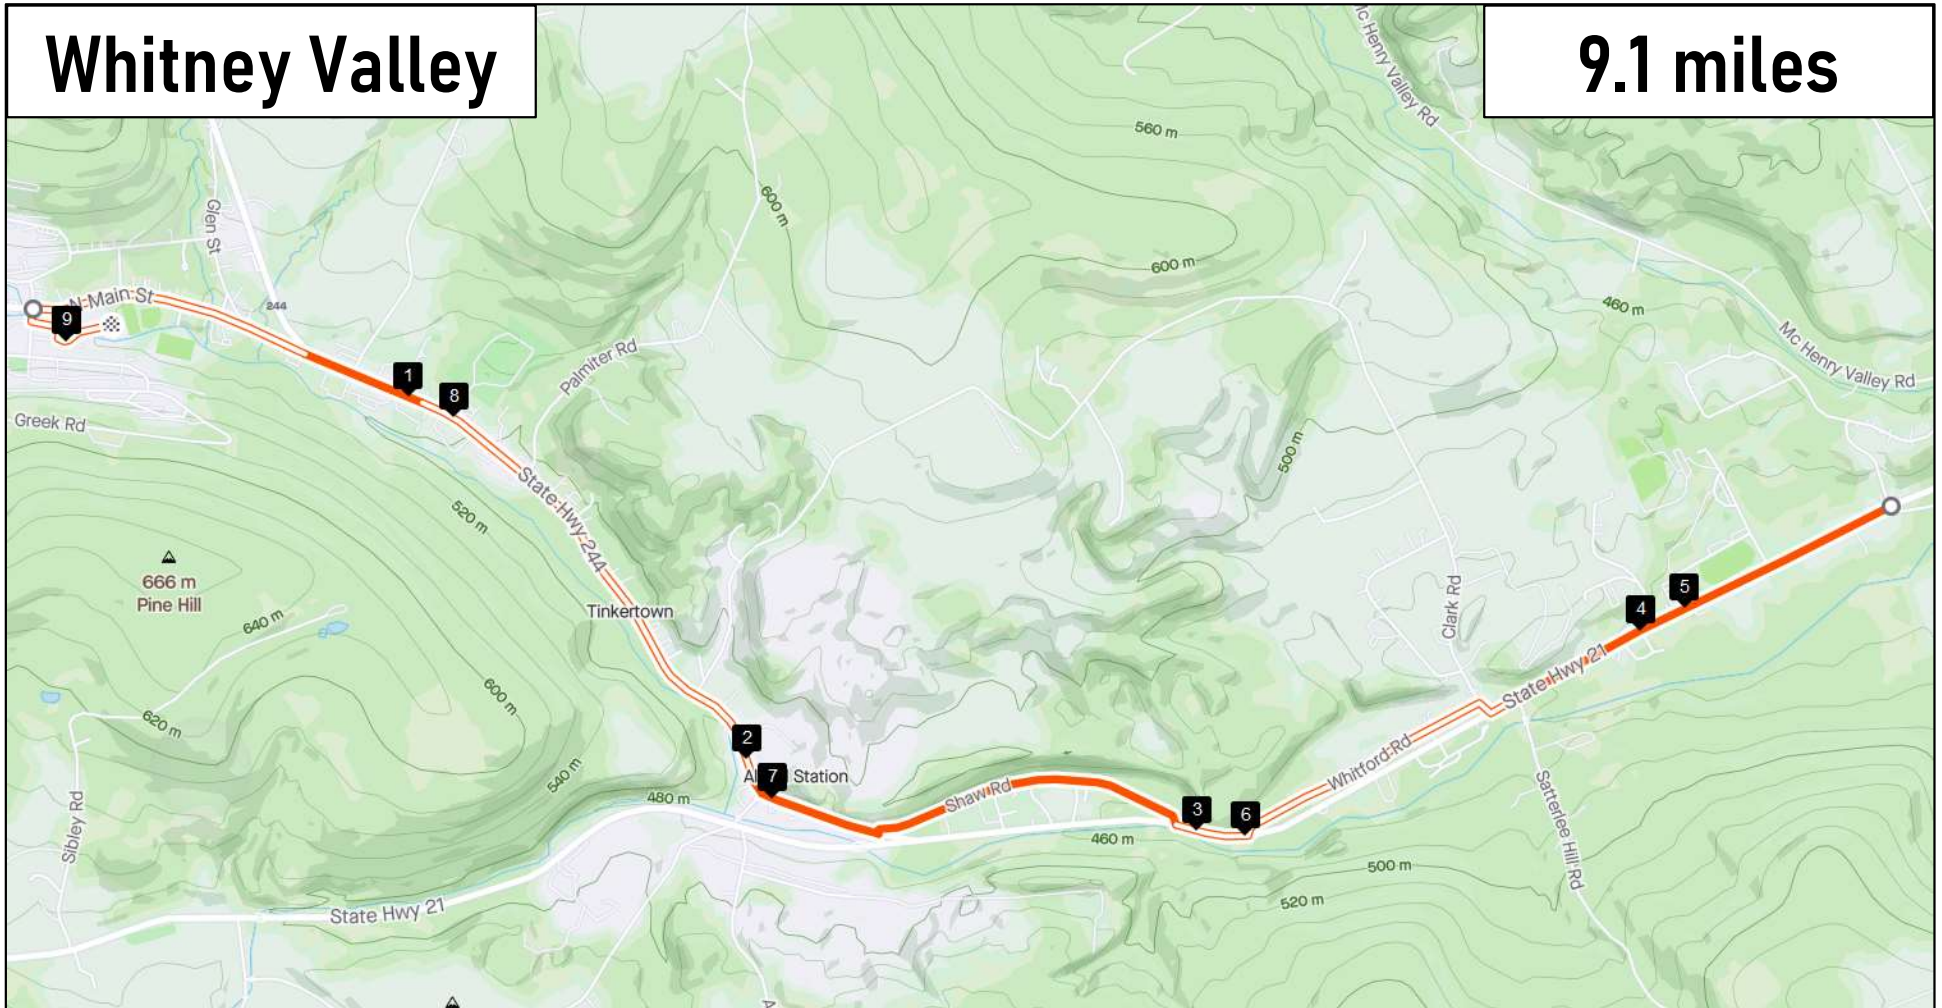 Whitney Valley
9.1 miles
Mc Henry Valley Rd
560 m
600 m
Glen St
600 m
N Main St
244
460 m
9
Mc Henry Valley Rd
Palmiter Rd
1
8
Greek Rd
500 m
State Hwy 244
520 m
666 m
Pine Hill
640 m
Tinkertown
Clark Rd
5
4
State Hwy 21
600 m
620 m
2
7
Station
540 m
480 m
Shaw Rd
Whitford Rd
3
6
460 m
Sibley Rd
Satterlee Hill Rd
500 m
520 m
State Hwy 21